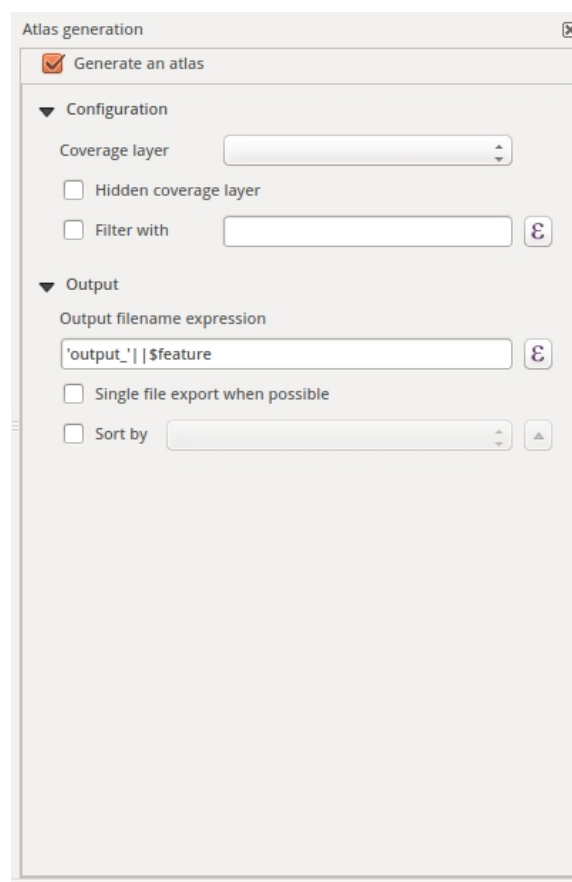 Atlas generation
Generate an atlas
Configuration
Coverage layer
Hidden coverage layer
Filter with
ε
Output
Output filename expression
'output_'||$feature
ε
Single file export when possible
Sort by